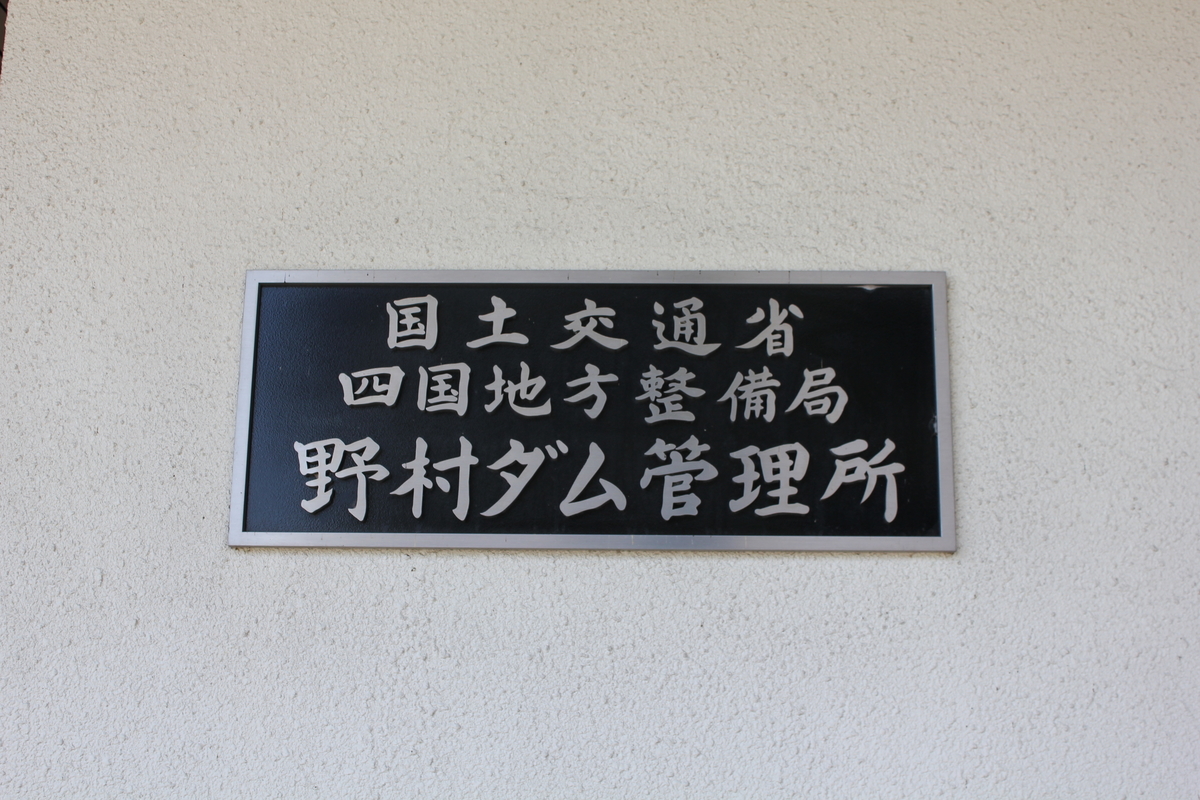 国土交通省
四国地方整備局
野村ダム管理所